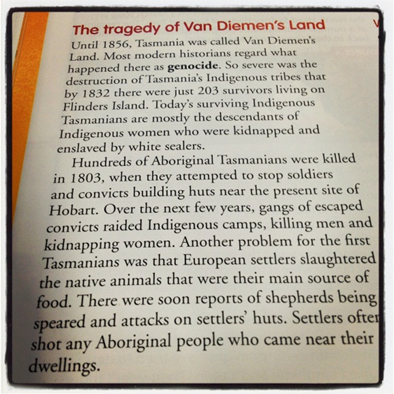 The tragedy of Van Diemen's Land
Until 1856, Tasmania was called Van Diemen's
Land. Most modern historians regard what
happened there as genocide. So severe was the
destruction of Tasmania's Indigenous tribes that
by 1832 there were just 203 survivors living on
Flinders Island. Today's surviving Indigenous
Tasmanians are mostly the descendants of
Indigenous women who were kidnapped and
enslaved by white sealers.
Hundreds of Aboriginal Tasmanians were killed
in 1803, when they attempted to stop soldiers
and convicts building huts near the present site of
Hobart. Over the next few years, gangs of escaped
convicts raided Indigenous camps, killing men and
kidnapping women. Another problem for the first
Tasmanians was that European settlers slaughtered
the native animals that were their main source of
food. There were soon reports of shepherds being
speared and attacks on settlers' huts. Settlers often
shot any Aboriginal people who came near their
dwellings.